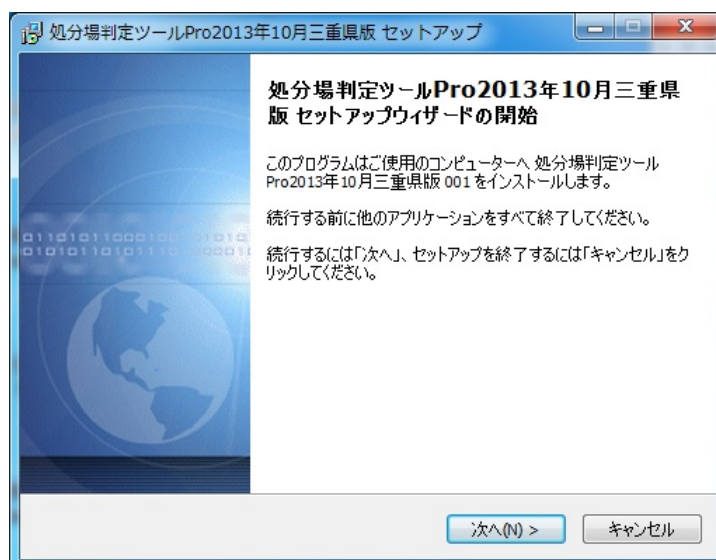 処分場判定ツールPro2013年10月三重県版 セットアップ
処分場判定ツールPro2013年10月三重県
版 セットアップウィザードの開始
このプログラムはご使用のコンピューターへ 処分場判定ツール
Pro2013年10月三重県版 001 をインストールします。
続行する前に他のアプリケーションをすべて終了してください。
続行するには「次へ」、セットアップを終了するには「キャンセル」をク
リックしてください。
次へ(N) >
キャンセル